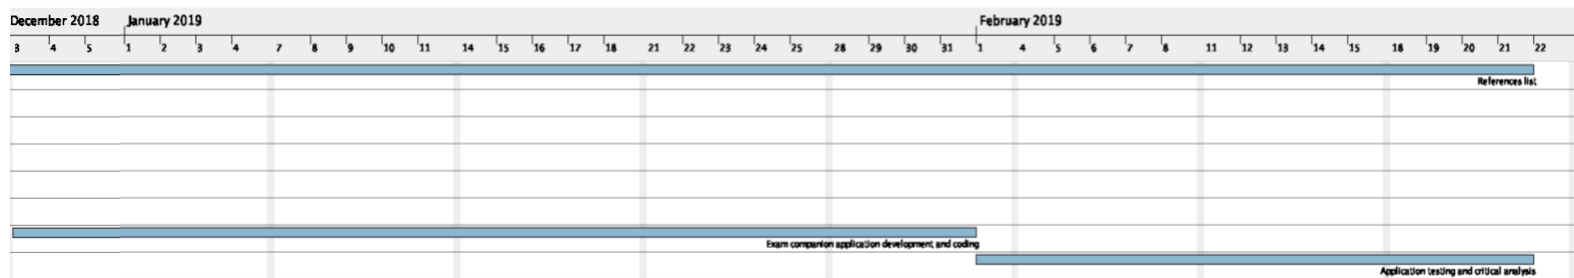 December 2018 January 2019 February 2019
3 4 5 1 2 3 4 7 8 9 10 11 14 15 16 17 18 21 22 23 24 25 28 29 30 31 1 4 5 6 7 8 11 12 13 14 15 18 19 20 21 22
References list
Exam companion application development and coding
Application testing and critical analysis